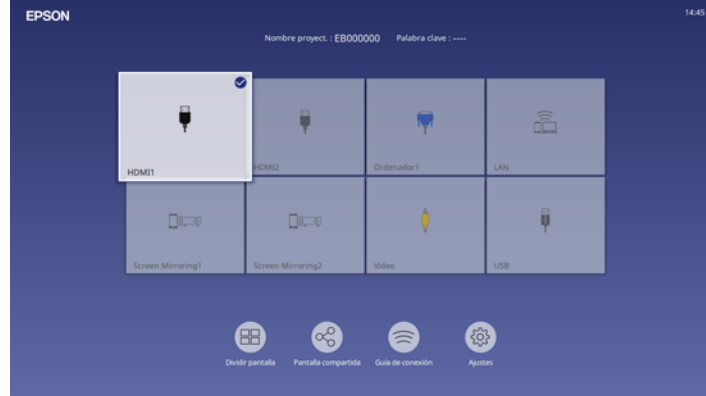 EPSON
14:45
Nombre proyect. : EB000000 Palabra clave : ----
HDMI1
HDMI2
Ordenador1
LAN
Screen Mirroring1
Screen Mirroring2
Video
USB
Dividir pantalla
Pantalla compartida
Guía de conexión
Ajustes